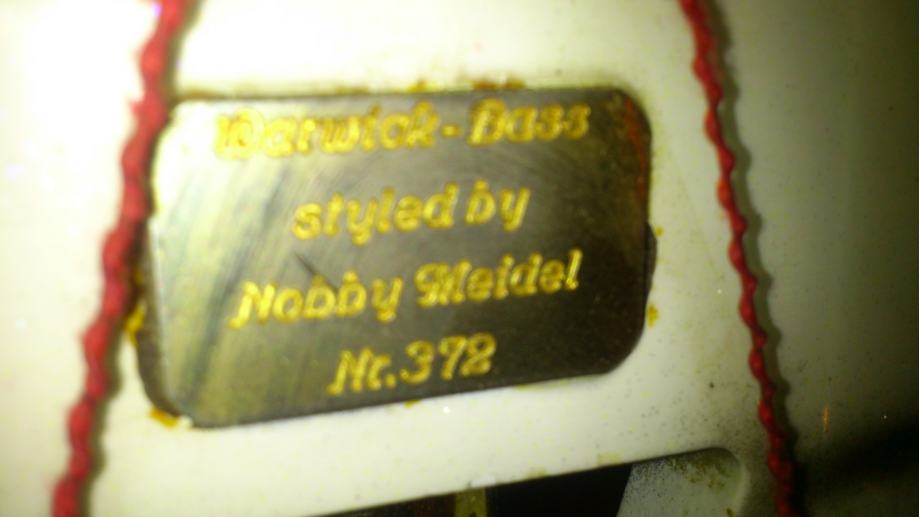 Warwick-Bass
styled by
Nobby Meidel
Nr.372